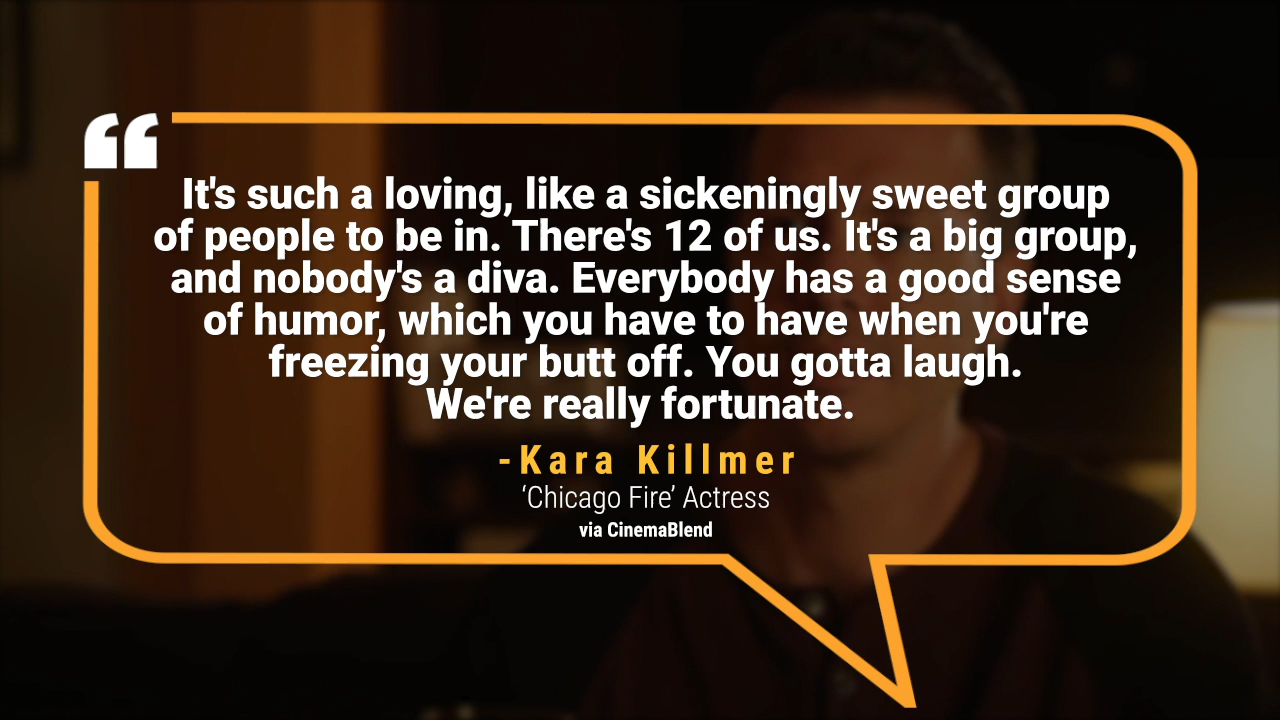 “
It's such a loving, like a sickeningly sweet group
of people to be in. There's 12 of us. It's a big group,
and nobody's a diva. Everybody has a good sense
of humor, which you have to have when you're
freezing your butt off. You gotta laugh.
We're really fortunate.
-Kara Killmer
‘Chicago Fire’ Actress
via CinemaBlend